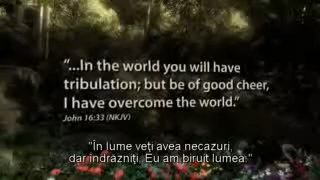 "...In the world you will have
tribulation; but be of good cheer,
I have overcome the world."
John 16:33 (NKJV)
"În lume veți avea necazuri,
dar îndrăzniți. Eu am biruit lumea."